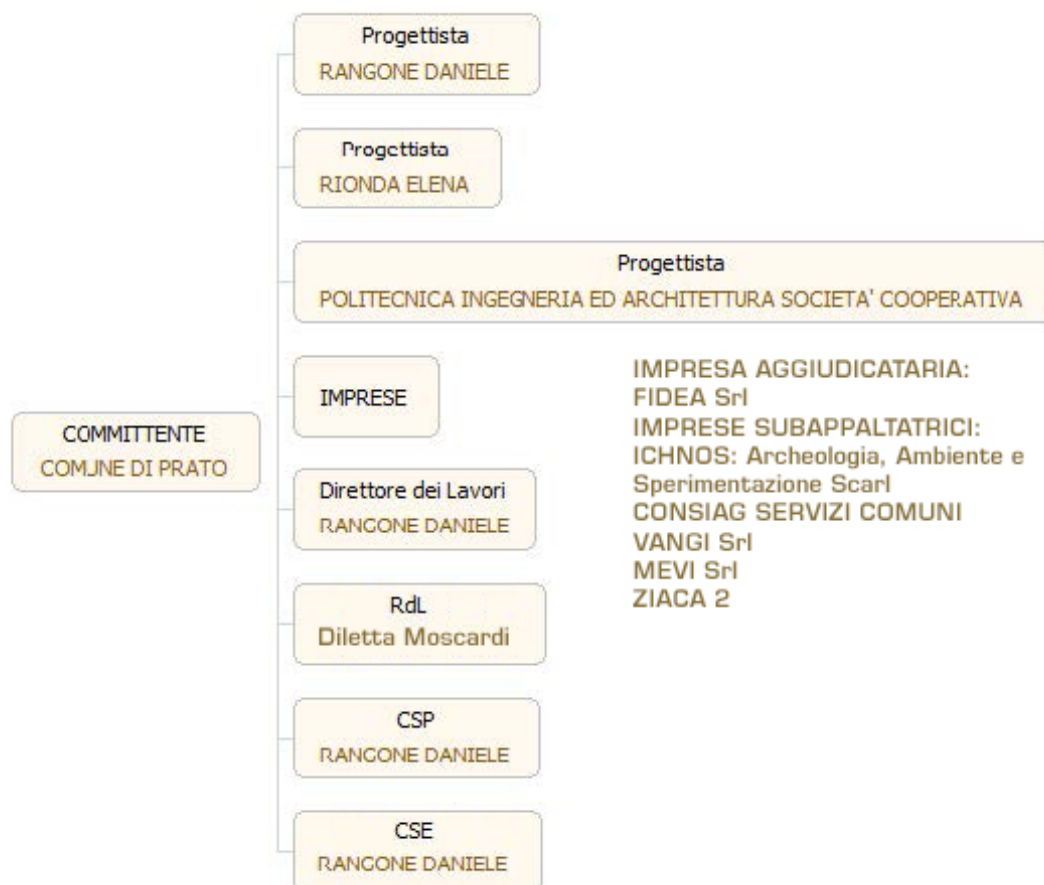 Progettista
RANGONE DANIELE
Progettista
RIONDA ELENA
Progettista
POLITECNICA INGEGNERIA ED ARCHITETTURA SOCIETA' COOPERATIVA
IMPRESE
IMPRESA AGGIUDICATARIA:
FIDEA Srl
IMPRESE SUBAPPALTATRICI:
ICHNOS: Archeologia, Ambiente e
Sperimentazione Scarl
CONSIAG SERVIZI COMUNI
VANGI Srl
MEVI Srl
ZIACA 2
COMMITTENTE
COMUNE DI PRATO
Direttore dei Lavori
RANGONE DANIELE
RdL
Diletta Moscardi
CSP
RANGONE DANIELE
CSE
RANGONE DANIELE